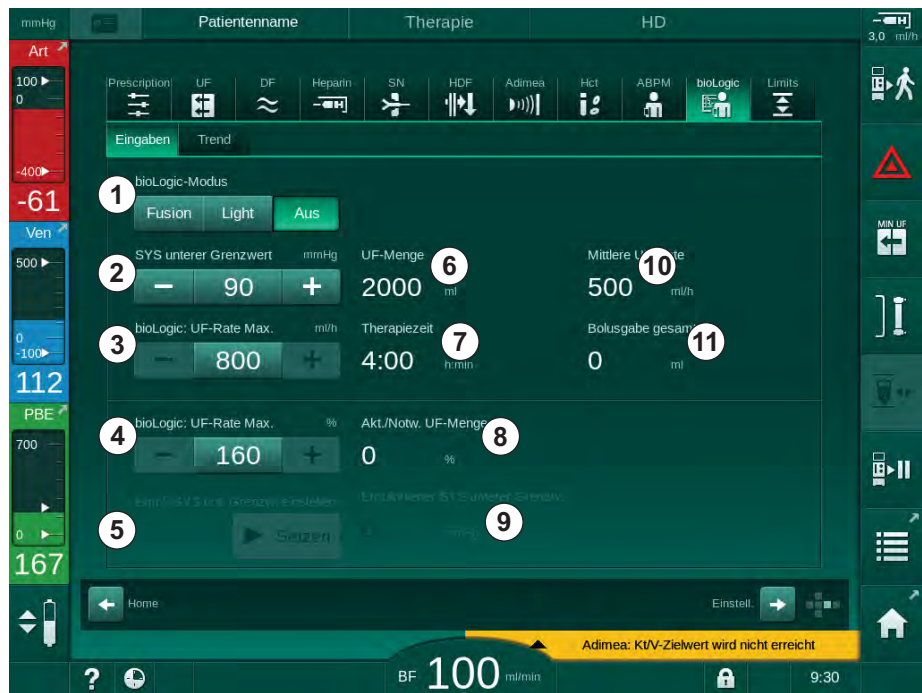 mmHg
Patientenname
Therapie
HD
3,0 ml/h
Art
100
0
-400
-61
Ven
500
0
-100
112
PBE
700
0
167
Prescription
UF
DF
Heparin
SN
HDF
Adimea
Hct
ABPM
bioLogic
Limits
Eingaben
Trend
1
bioLogic-Modus
Fusion
Light
Aus
2
SYS unterer Grenzwert mmHg
90
6
UF-Menge
2000 ml
10
Mittlere
500 ml/h
3
bioLogic: UF-Rate Max. ml/h
800
7
Therapiezeit
4:00 h:min
11
Bolusgabe
0 ml
4
bioLogic: UF-Rate Max. %
160
8
Akt./Notw. UF-Menge
0 %
5
Setzen
9
MIN UF
Home
Einstell.
Adimea: Kt/V-Zielwert wird nicht erreicht
?
BF 100 ml/min
9:30